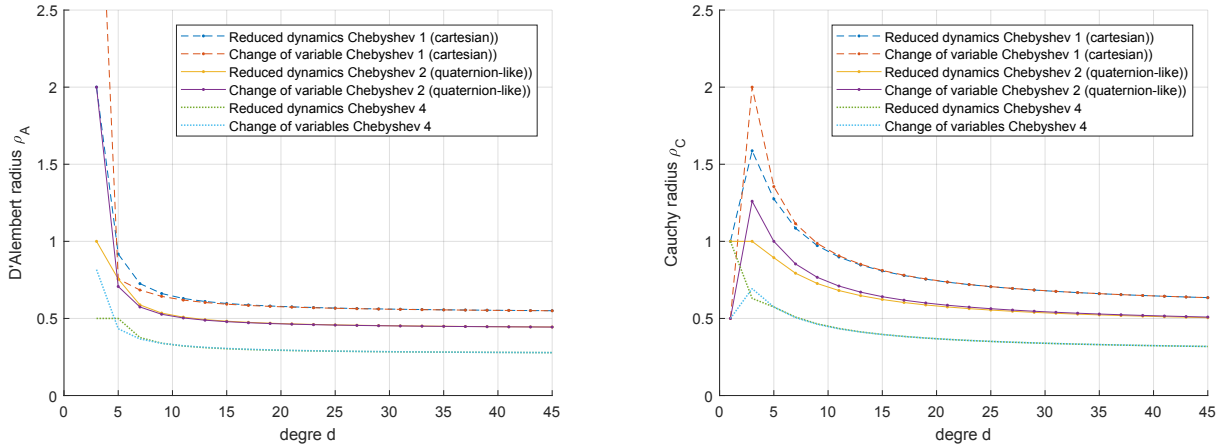 2.5
2
1.5
1
0.5
0
D'Alembert radius ρ_A
Reduced dynamics Chebyshev 1 (cartesian))
Change of variable Chebyshev 1 (cartesian))
Reduced dynamics Chebyshev 2 (quaternion-like))
Change of variable Chebyshev 2 (quaternion-like))
Reduced dynamics Chebyshev 4
Change of variables Chebyshev 4
0 5 10 15 20 25 30 35 40 45
degre d
2.5
2
1.5
1
0.5
0
Cauchy radius ρ_C
Reduced dynamics Chebyshev 1 (cartesian))
Change of variable Chebyshev 1 (cartesian))
Reduced dynamics Chebyshev 2 (quaternion-like))
Change of variable Chebyshev 2 (quaternion-like))
Reduced dynamics Chebyshev 4
Change of variables Chebyshev 4
0 5 10 15 20 25 30 35 40 45
degre d